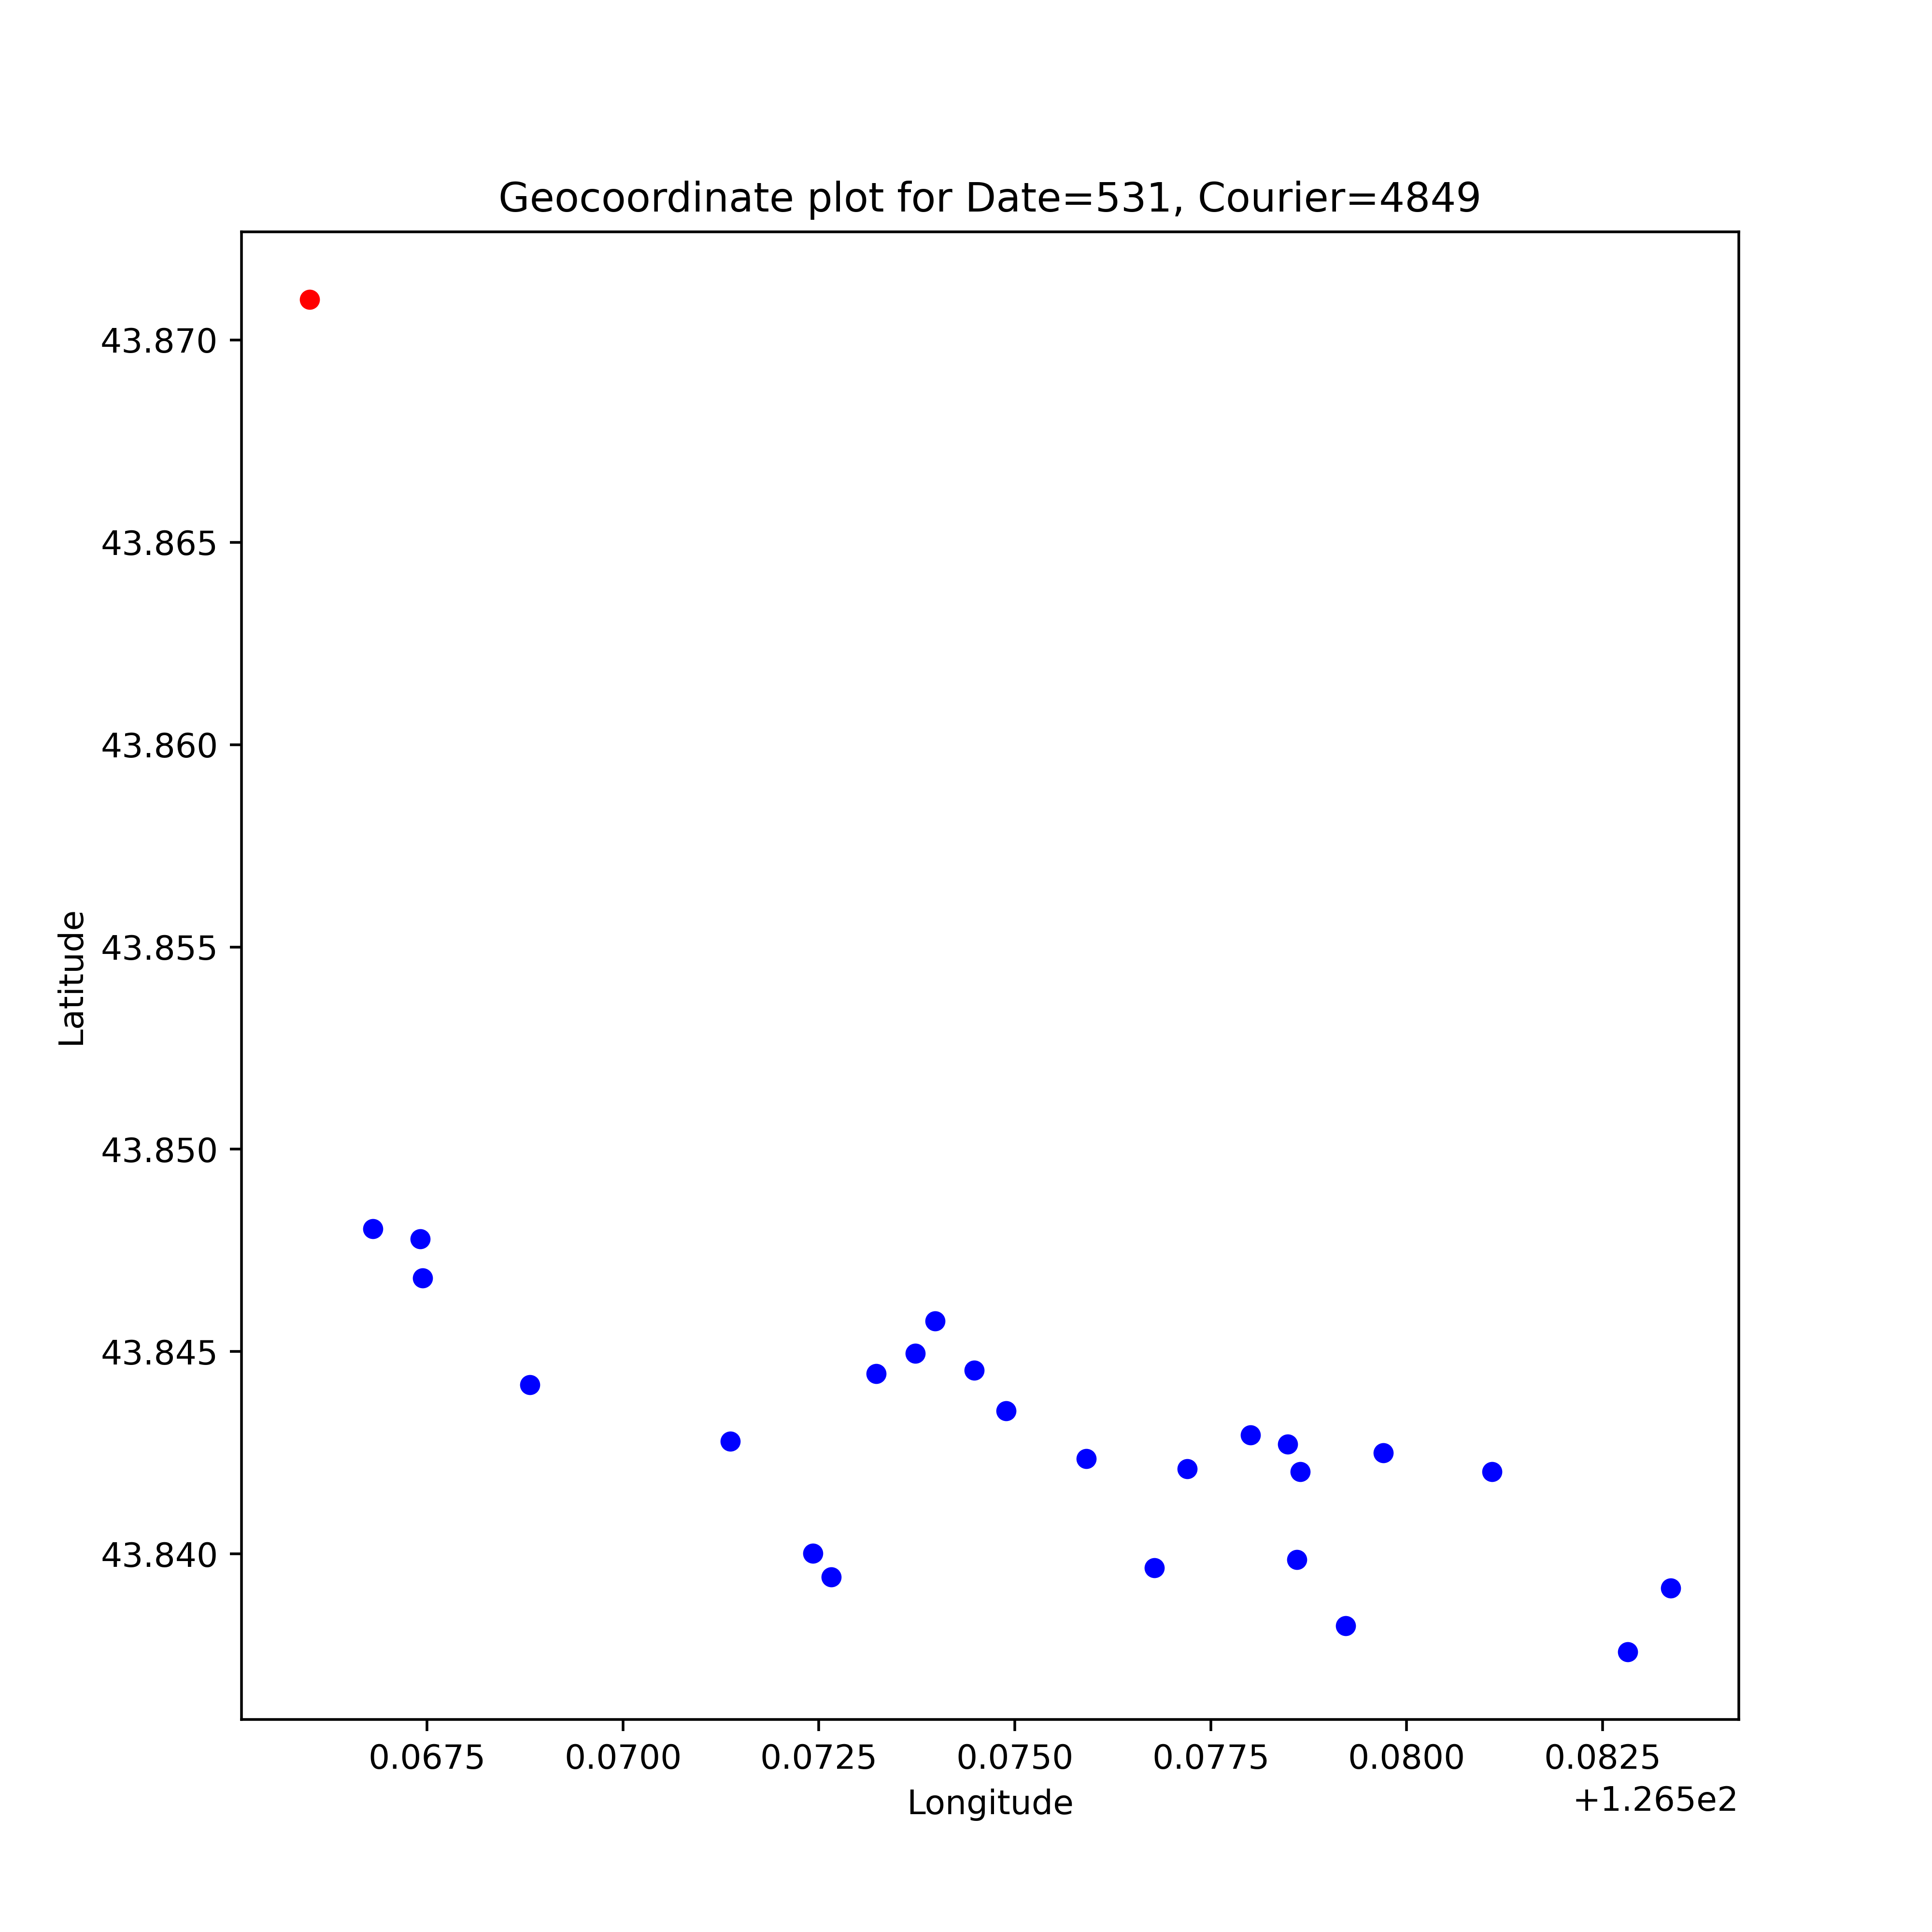 Geocoordinate plot for Date=531, Courier=4849
43.870
43.865
43.860
43.855
43.850
43.845
43.840
Latitude
0.0675 0.0700 0.0725 0.0750 0.0775 0.0800 0.0825
+1.265e2
Longitude